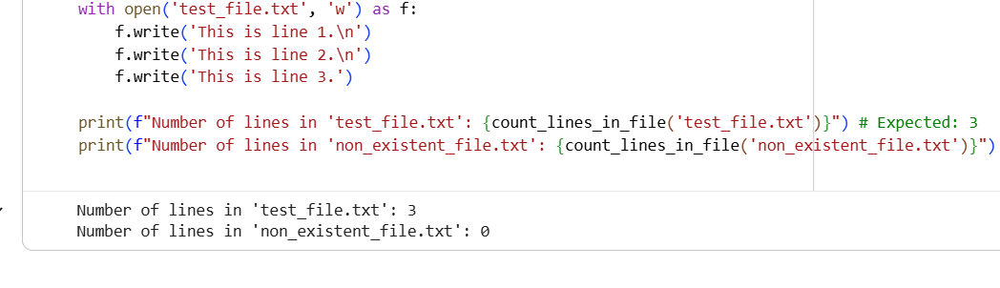 with open('test_file.txt', 'w') as f:
    f.write('This is line 1.\n')
    f.write('This is line 2.\n')
    f.write('This is line 3.')
print(f"Number of lines in 'test_file.txt': {count_lines_in_file('test_file.txt')}") # Expected: 3
print(f"Number of lines in 'non_existent_file.txt': {count_lines_in_file('non_existent_file.txt')}")
Number of lines in 'test_file.txt': 3
Number of lines in 'non_existent_file.txt': 0